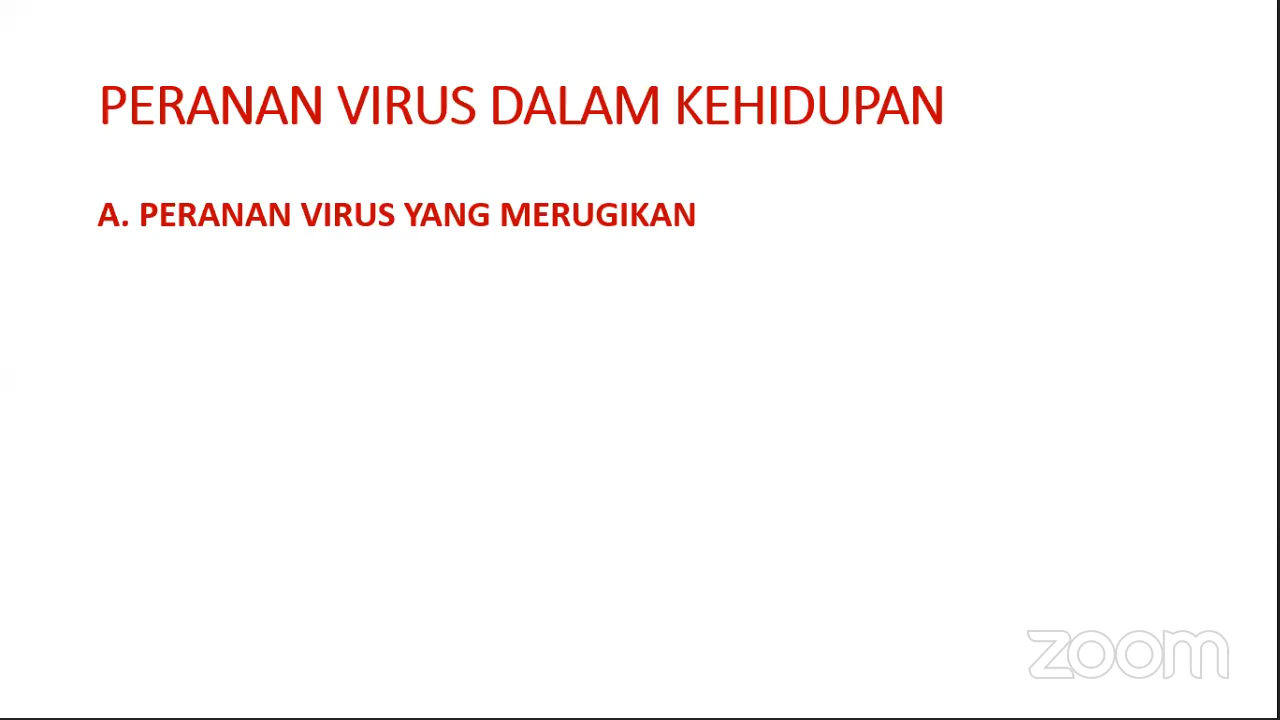 PERANAN VIRUS DALAM KEHIDUPAN
A. PERANAN VIRUS YANG MERUGIKAN
zoom